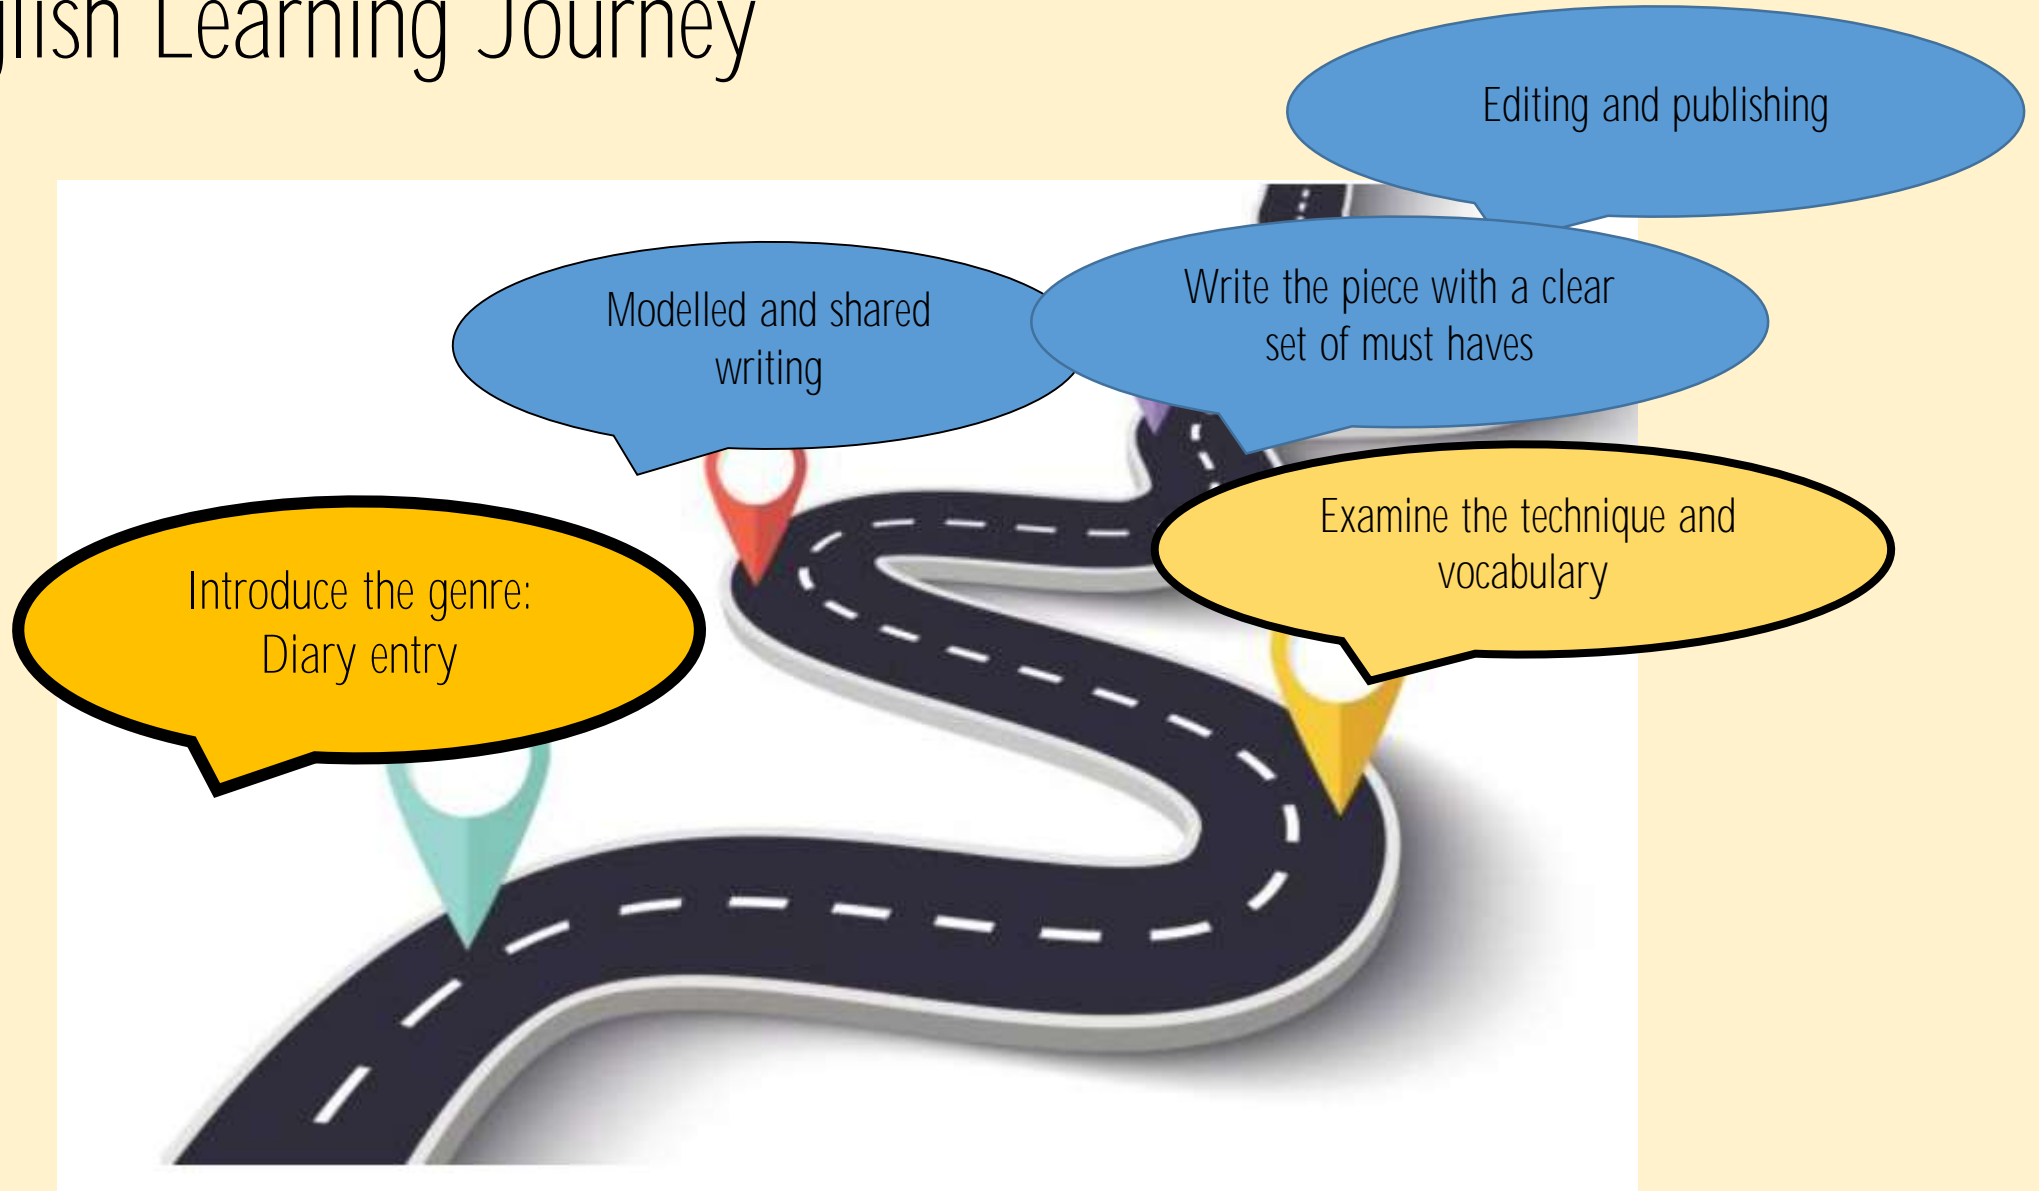 glish Learning Journey
Editing and publishing
Modelled and shared
writing
Write the piece with a clear
set of must haves
Examine the technique and
vocabulary
Introduce the genre:
Diary entry